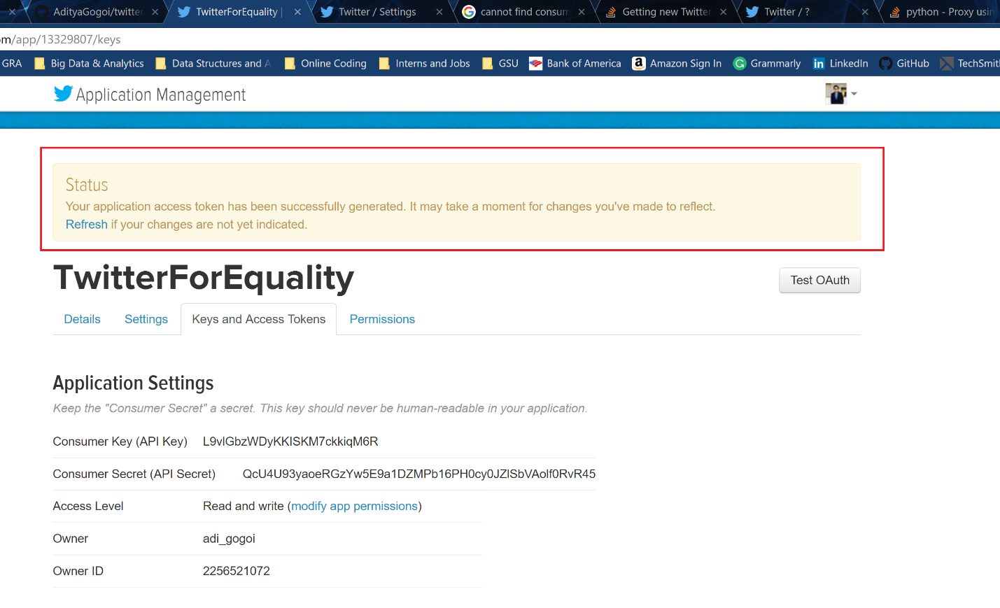 AdityaGogoi/twitter
TwitterForEquality |
Twitter / Settings
cannot find consum
Getting new Twitter
Twitter / ?
python - Proxy usin
om/app/13329807/keys
GRA
Big Data & Analytics
Data Structures and A
Online Coding
Interns and Jobs
GSU
Bank of America
Amazon Sign In
Grammarly
LinkedIn
GitHub
TechSmit
Application Management
Status
Your application access token has been successfully generated. It may take a moment for changes you've made to reflect.
Refresh if your changes are not yet indicated.
TwitterForEquality
Test OAuth
Details
Settings
Keys and Access Tokens
Permissions
Application Settings
Keep the "Consumer Secret" a secret. This key should never be human-readable in your application.
Consumer Key (API Key)
Consumer Secret (API Secret)
Access Level Read and write (modify app permissions)
Owner adi_gogoi
Owner ID 2256521072